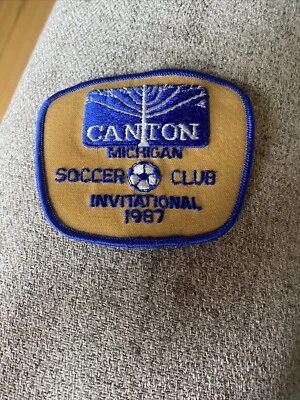 CANTON
MICHIGAN
SOCCER CLUB
INVITATIONAL
1987